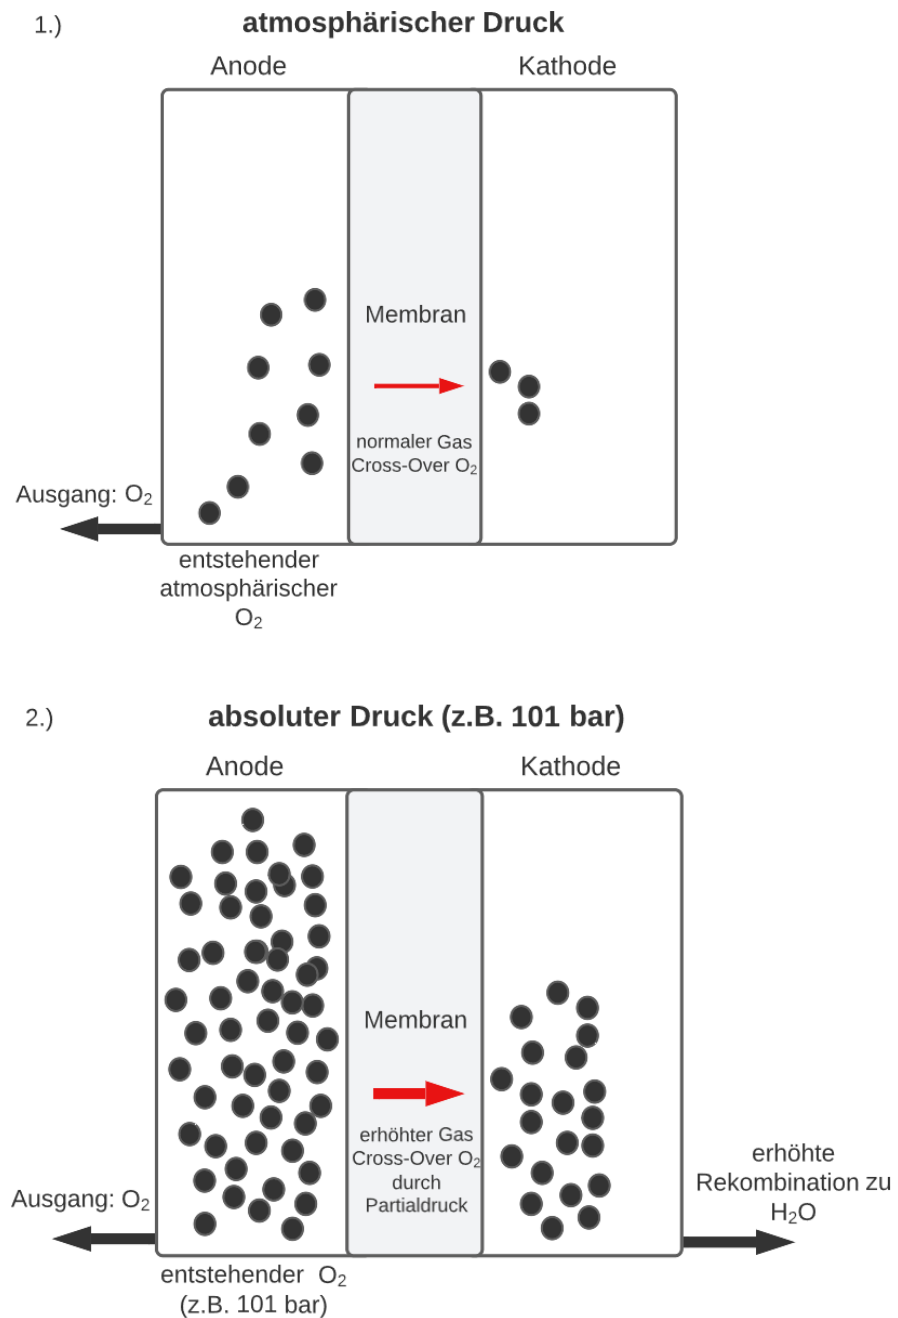 1.)
atmosphärischer Druck
Anode
Kathode
Membran
normaler Gas
Cross-Over O₂
Ausgang: O₂
entstehender
atmosphärischer
O₂
2.)
absoluter Druck (z.B. 101 bar)
Anode
Kathode
Membran
erhöhter Gas
Cross-Over O₂
durch
Partialdruck
erhöhte
Rekombination zu
H₂O
Ausgang: O₂
entstehender O₂
(z.B. 101 bar)